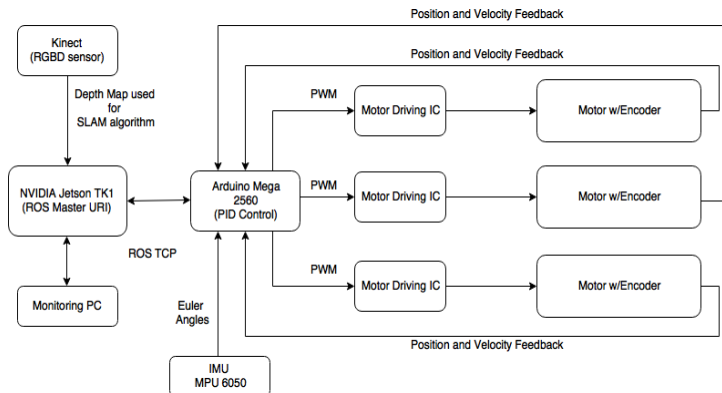 Position and Velocity Feedback
Kinect
(RGBD sensor)
Position and Velocity Feedback
Depth Map used
for
SLAM algorithm
PWM
Motor Driving IC
Motor w/Encoder
NVIDIA Jetson TK1
(ROS Master URI)
Arduino Mega
2560
(PID Control)
PWM
Motor Driving IC
Motor w/Encoder
ROS TCP
PWM
Motor Driving IC
Motor w/Encoder
Monitoring PC
Euler
Angles
Position and Velocity Feedback
IMU
MPU 6050